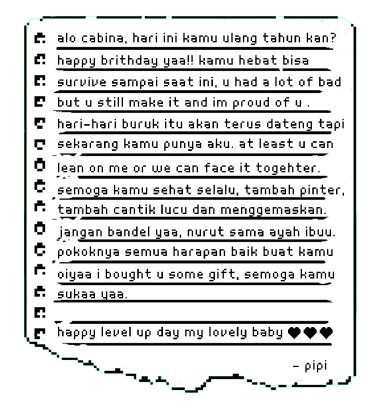 alo cabina, hari ini kamu ulang tahun kan?
happy brithday yaa!! kamu hebat bisa
survive sampai saat ini, u had a lot of bad
but u still make it and im proud of u .
hari-hari buruk itu akan terus dateng tapi
sekarang kamu punya aku. at least u can
lean on me or we can face it togehter.
semoga kamu sehat selalu, tambah pinter,
tambah cantik lucu dan menggemaskan.
jangan bandel yaa, nurut sama ayah ibuu.
pokoknya semua harapan baik buat kamu
oiyaa i bought u some gift, semoga kamu
sukaa yaa.
happy level up day my lovely baby ♥♥♥
- pipi